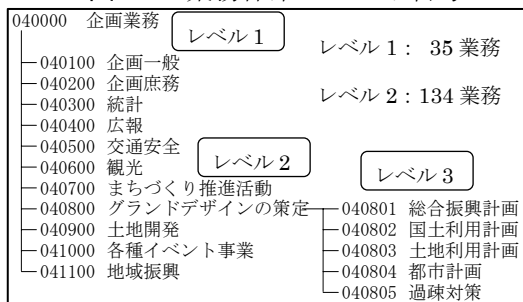 040000 企画業務
レベル 1
レベル 1： 35 業務
040100 企画一般
040200 企画庶務
レベル 2：134 業務
040300 統計
040400 広報
040500 交通安全
レベル 2
040600 観光
レベル 3
040700 まちづくり推進活動
040800 グランドデザインの策定
040801 総合振興計画
040900 土地開発
040802 国土利用計画
041000 各種イベント事業
040803 土地利用計画
041100 地域振興
040804 都市計画
040805 過疎対策